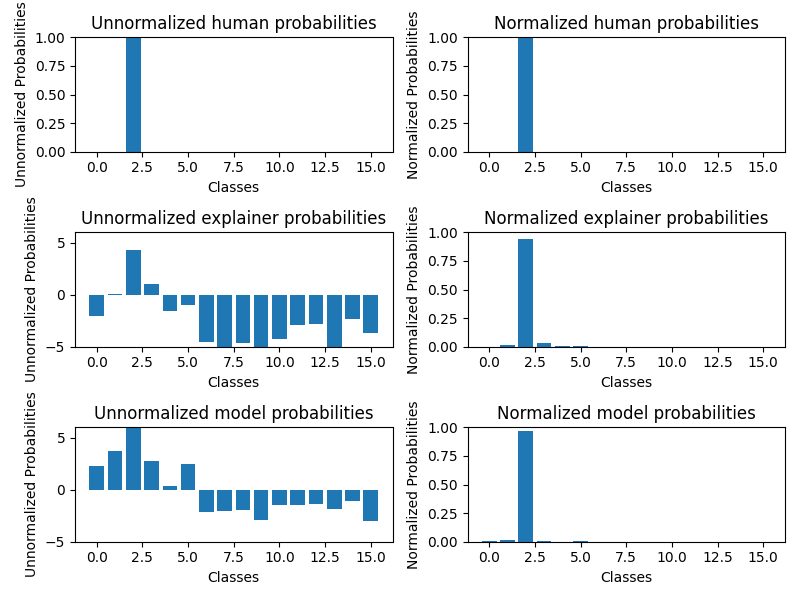 Unnormalized human probabilities
Unnormalized Probabilities
1.00
0.75
0.50
0.25
0.00
0.0 2.5 5.0 7.5 10.0 12.5 15.0
Classes
Normalized human probabilities
Normalized Probabilities
1.00
0.75
0.50
0.25
0.00
0.0 2.5 5.0 7.5 10.0 12.5 15.0
Classes
Unnormalized explainer probabilities
Unnormalized Probabilities
5
0
−5
0.0 2.5 5.0 7.5 10.0 12.5 15.0
Classes
Normalized explainer probabilities
Normalized Probabilities
1.00
0.75
0.50
0.25
0.00
0.0 2.5 5.0 7.5 10.0 12.5 15.0
Classes
Unnormalized model probabilities
Unnormalized Probabilities
5
0
−5
0.0 2.5 5.0 7.5 10.0 12.5 15.0
Classes
Normalized model probabilities
Normalized Probabilities
1.00
0.75
0.50
0.25
0.00
0.0 2.5 5.0 7.5 10.0 12.5 15.0
Classes